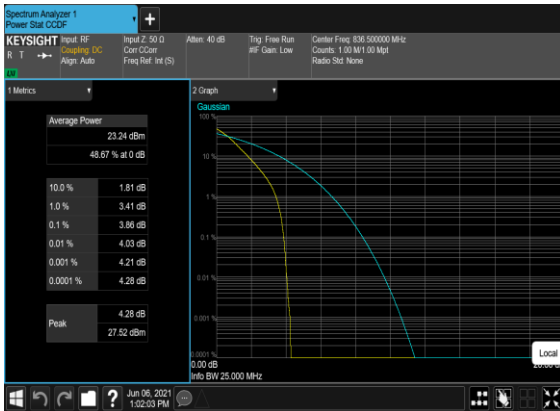 Spectrum Analyzer 1
Power Stat CCDF
KEYSIGHT
R T
LXI
Input: RF
Coupling: DC
Align: Auto
Input Z: 50 Ω
Corr CCorr
Freq Ref: Int (S)
Atten: 40 dB
Trig: Free Run
#IF Gain: Low
Center Freq: 836.500000 MHz
Counts: 1.00 M/1.00 Mpt
Radio Std: None
1 Metrics
Average Power
23.24 dBm
48.67 % at 0 dB
10.0 % 1.81 dB
1.0 % 3.41 dB
0.1 % 3.86 dB
0.01 % 4.03 dB
0.001 % 4.21 dB
0.0001 % 4.28 dB
Peak
4.28 dB
27.52 dBm
2 Graph
Gaussian
100 %
10 %
1 %
0.1 %
0.01 %
0.001 %
0.0001 %
0.00 dB
Info BW 25.000 MHz
Local
Jun 06, 2021
1:02:03 PM